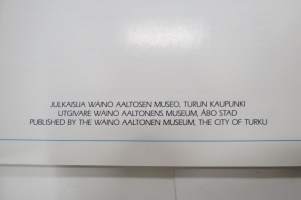 JULKAISIJA WÄINÖ AALTOSEN MUSEO, TURUN KAUPUNKI
UTGIVARE WÄINÖ AALTONENS MUSEUM, ÅBO STAD
PUBLISHED BY THE WÄINÖ AALTONEN MUSEUM, THE CITY OF TURKU